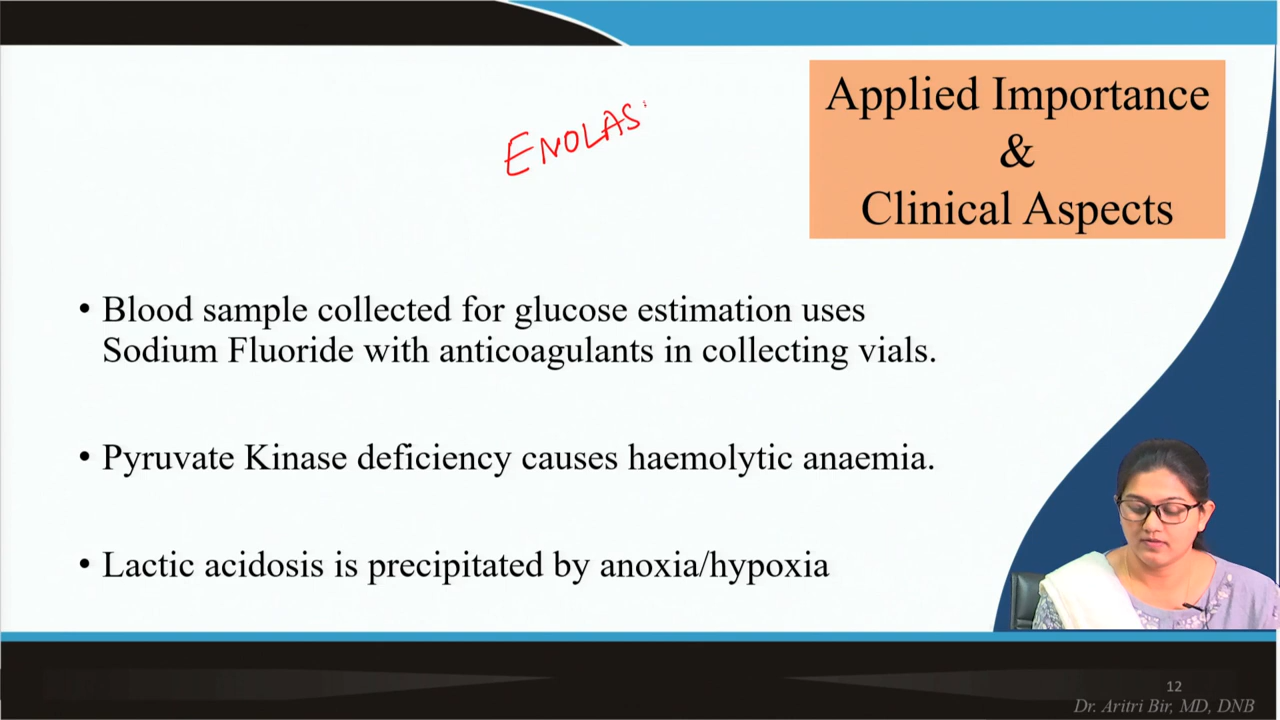 ENOLAS
Applied Importance
&
Clinical Aspects
• Blood sample collected for glucose estimation uses
Sodium Fluoride with anticoagulants in collecting vials.
• Pyruvate Kinase deficiency causes haemolytic anaemia.
• Lactic acidosis is precipitated by anoxia/hypoxia
12
Dr. Aritri Bir, MD, DNB